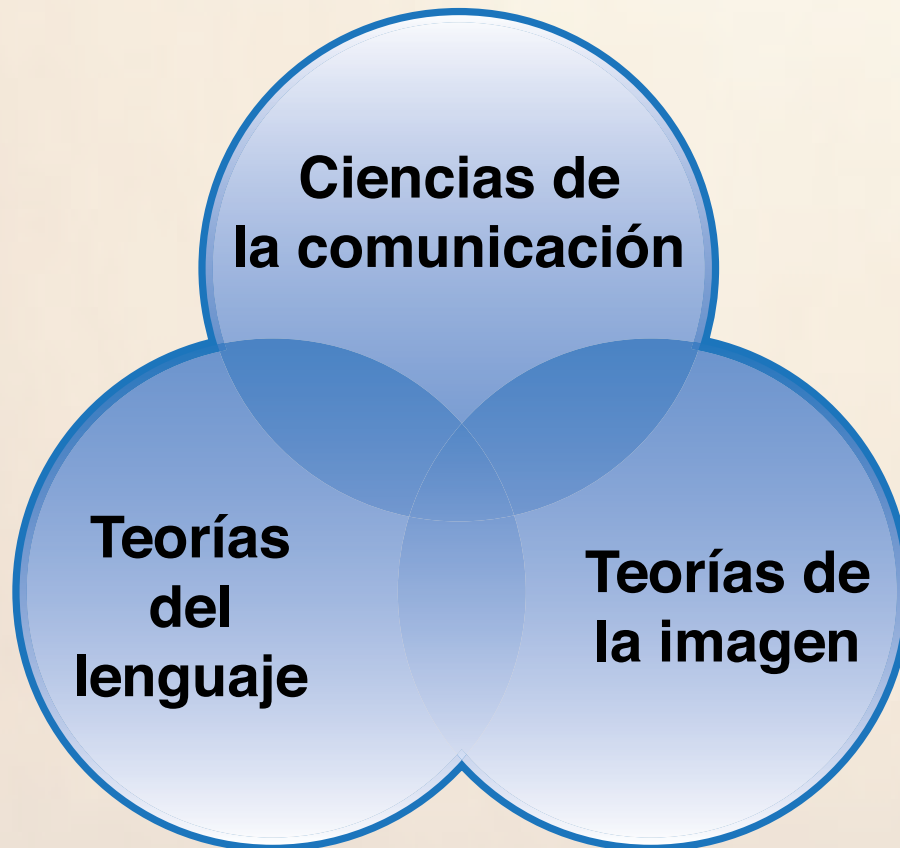 Ciencias de
la comunicación
Teorías
del
lenguaje
Teorías de
la imagen